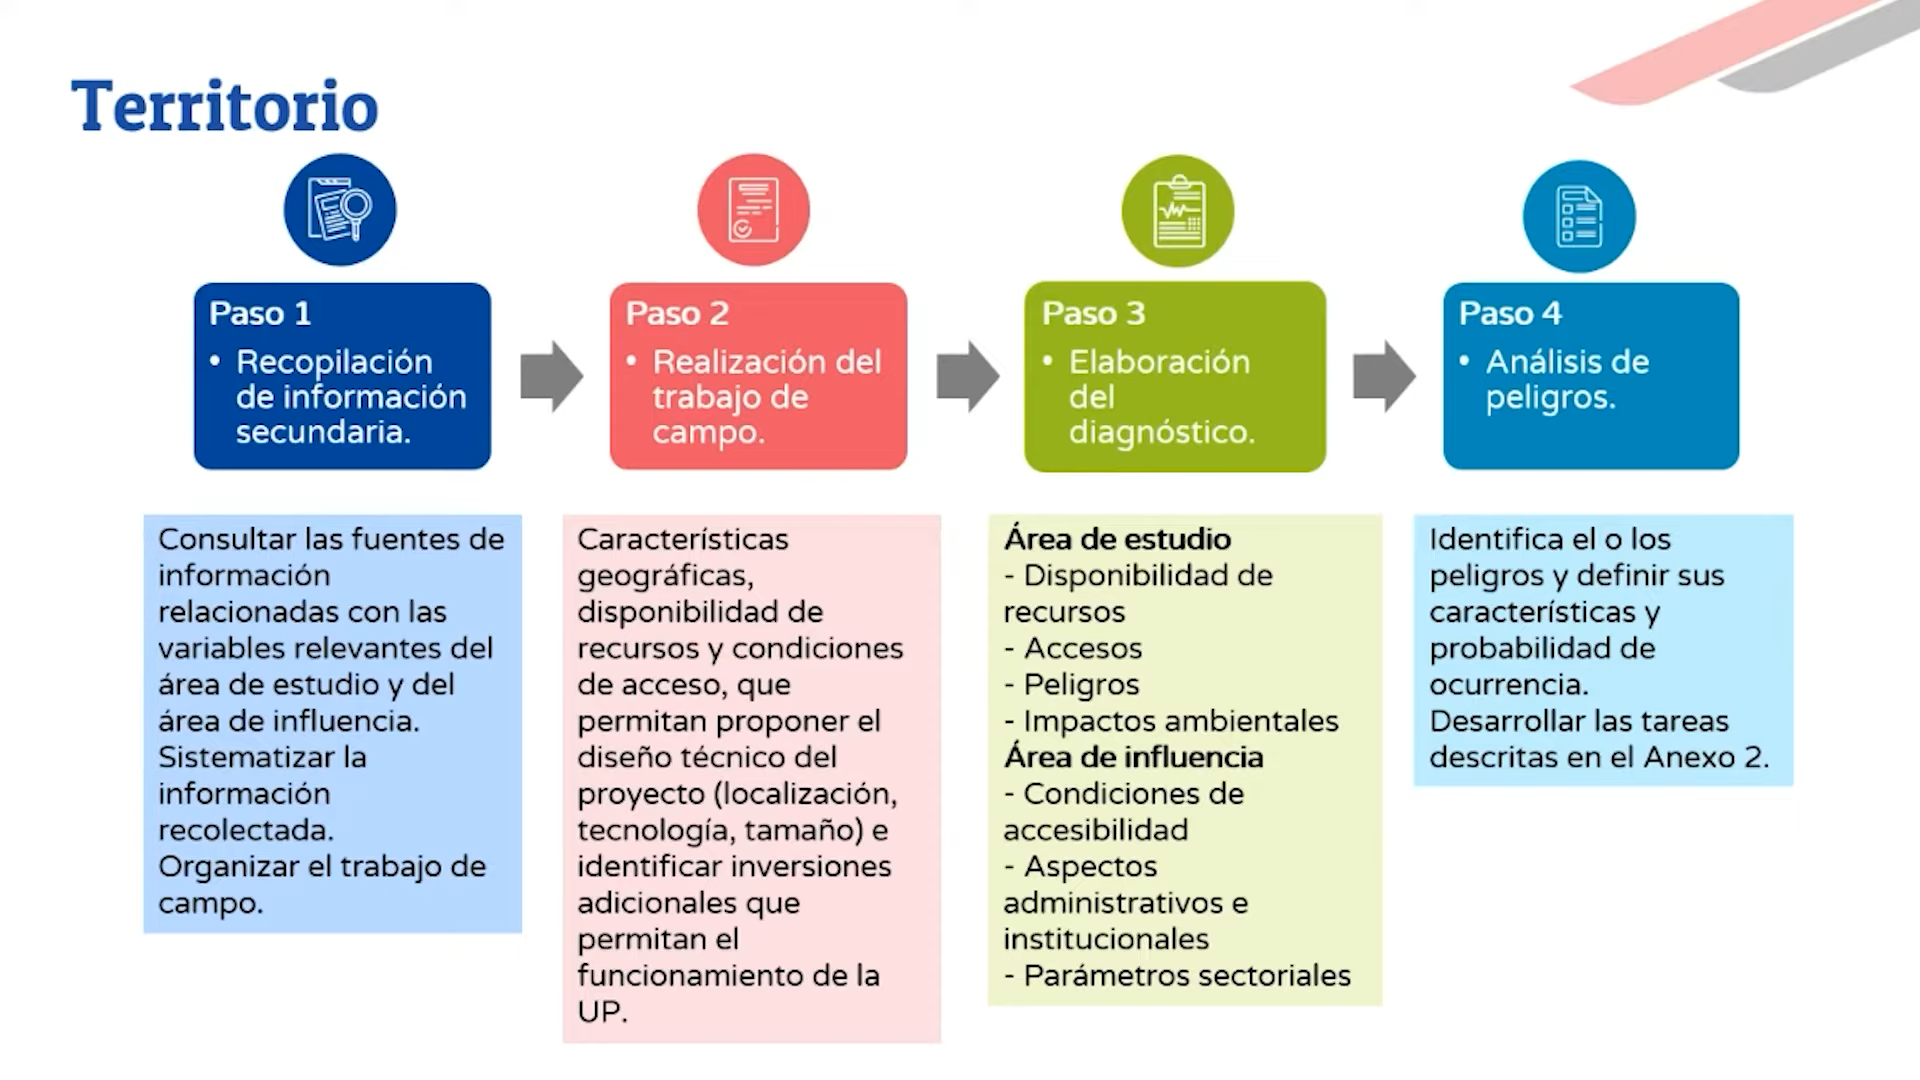 Territorio
Paso 1
• Recopilación
de información
secundaria.
Paso 2
• Realización del
trabajo de
campo.
Paso 3
• Elaboración
del
diagnóstico.
Paso 4
• Análisis de
peligros.
Consultar las fuentes de
información
relacionadas con las
variables relevantes del
área de estudio y del
área de influencia.
Sistematizar la
información
recolectada.
Organizar el trabajo de
campo.
Características
geográficas,
disponibilidad de
recursos y condiciones
de acceso, que
permitan proponer el
diseño técnico del
proyecto (localización,
tecnología, tamaño) e
identificar inversiones
adicionales que
permitan el
funcionamiento de la
UP.
Área de estudio
- Disponibilidad de
recursos
- Accesos
- Peligros
- Impactos ambientales
Área de influencia
- Condiciones de
accesibilidad
- Aspectos
administrativos e
institucionales
- Parámetros sectoriales
Identifica el o los
peligros y definir sus
características y
probabilidad de
ocurrencia.
Desarrollar las tareas
descritas en el Anexo 2.